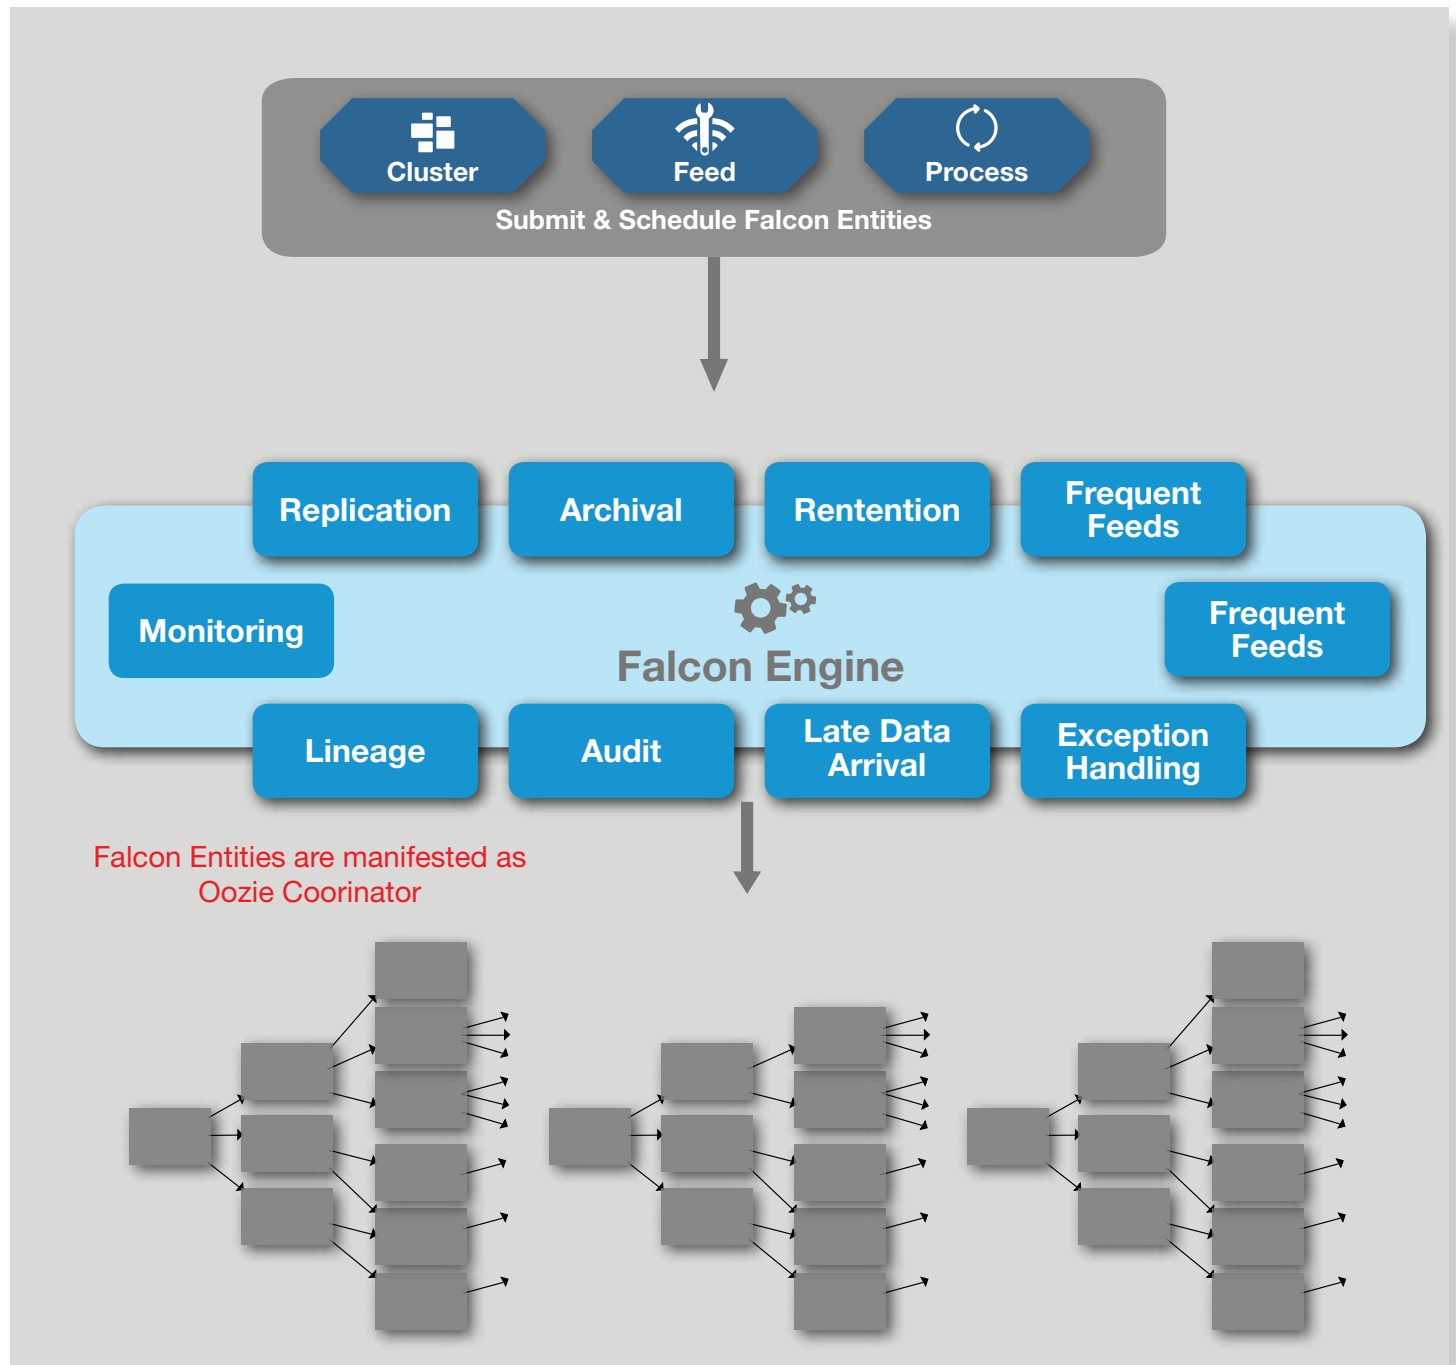 Cluster
Feed
Process
Submit & Schedule Falcon Entities
Replication
Archival
Rentention
Frequent
Feeds
Monitoring
Falcon Engine
Frequent
Feeds
Lineage
Audit
Late Data
Arrival
Exception
Handling
Falcon Entities are manifested as
Oozie Coorinator